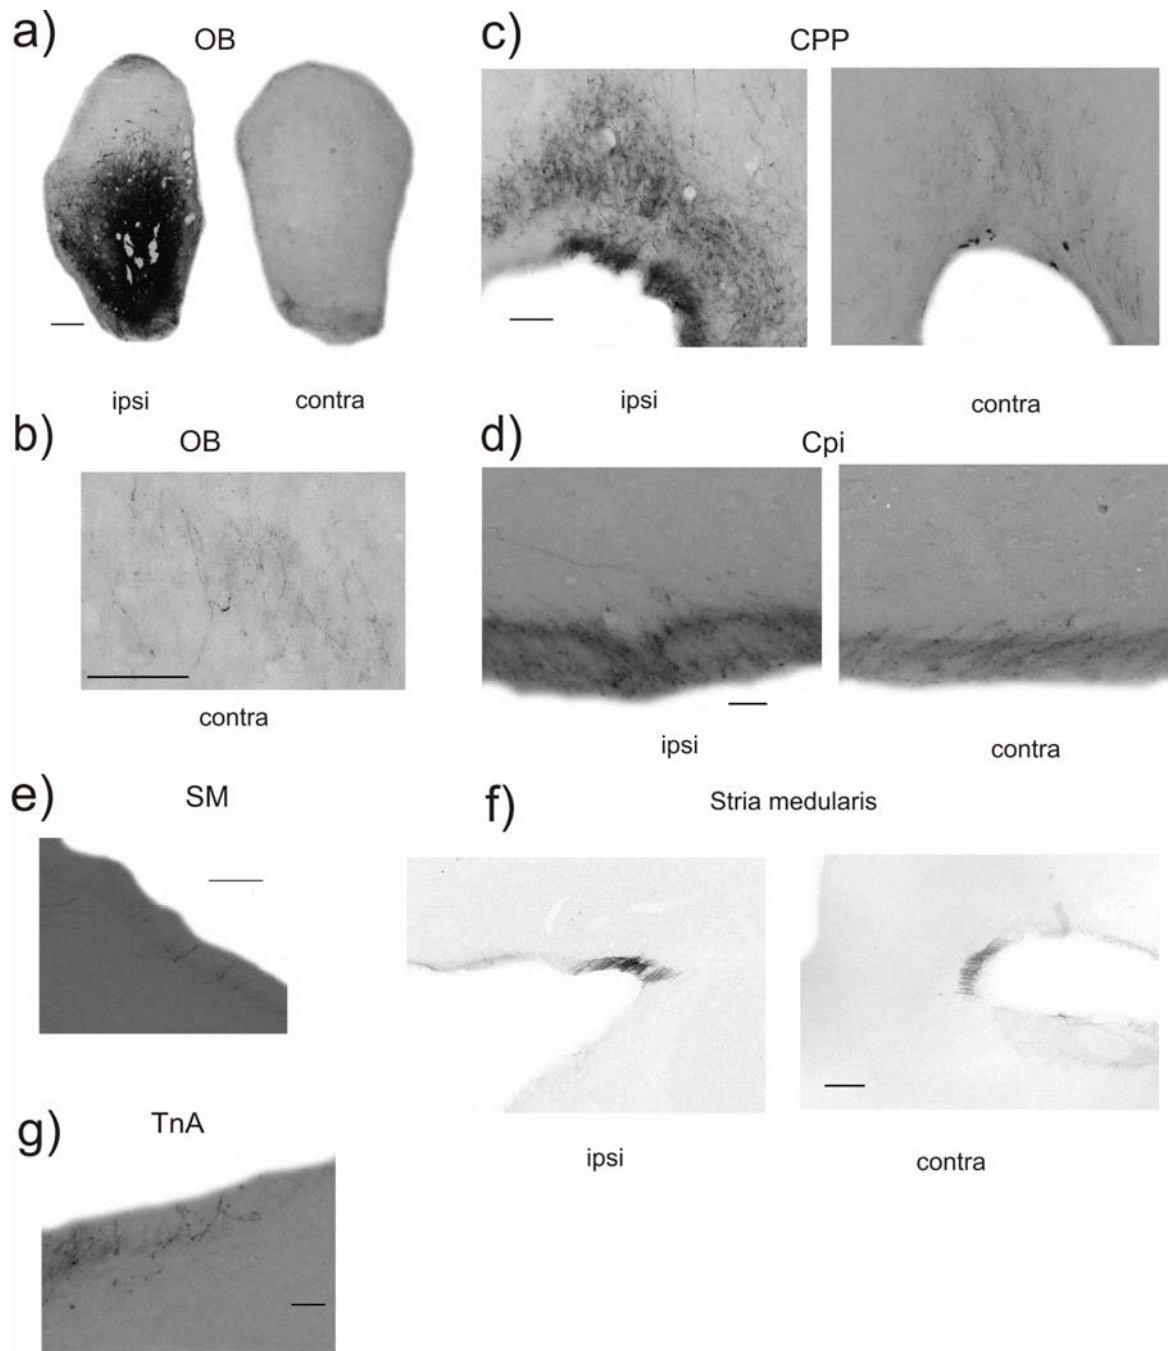 a)
OB
ipsi
contra
b)
OB
contra
c)
CPP
ipsi
contra
d)
Cpi
ipsi
contra
e)
SM
f)
Stria medularis
ipsi
contra
g)
TnA